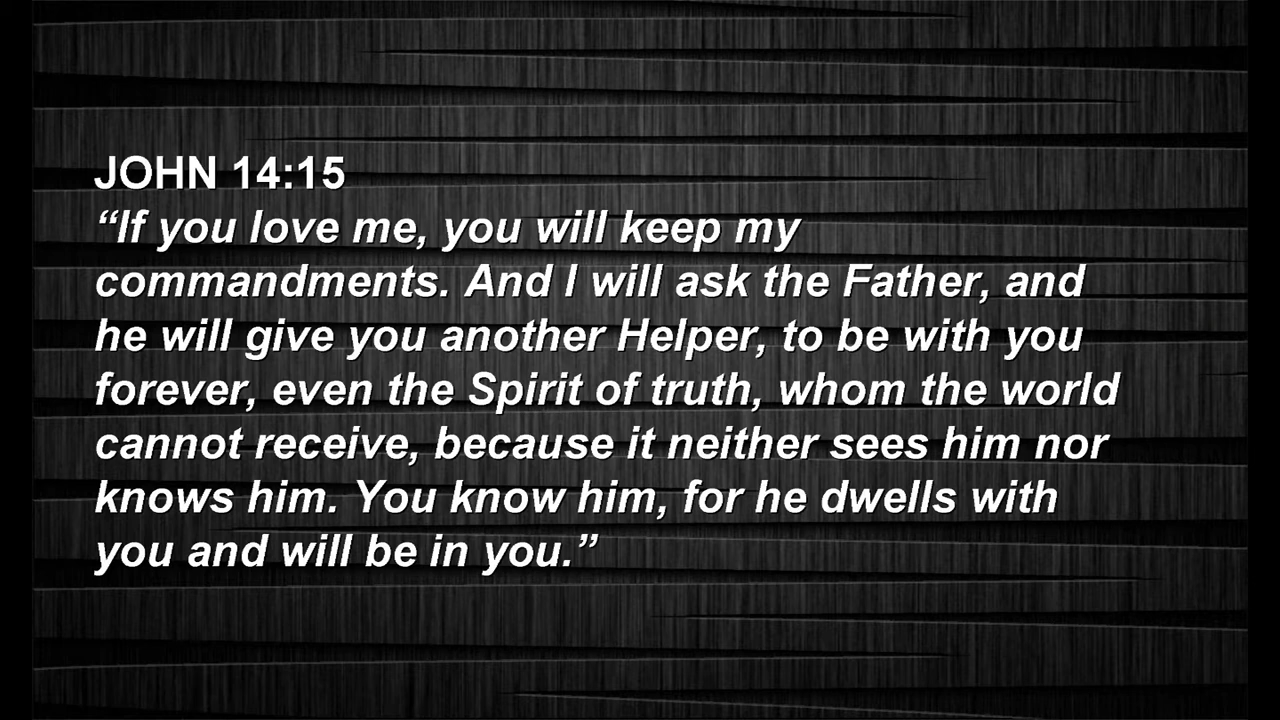 JOHN 14:15
“If you love me, you will keep my
commandments. And I will ask the Father, and
he will give you another Helper, to be with you
forever, even the Spirit of truth, whom the world
cannot receive, because it neither sees him nor
knows him. You know him, for he dwells with
you and will be in you.”